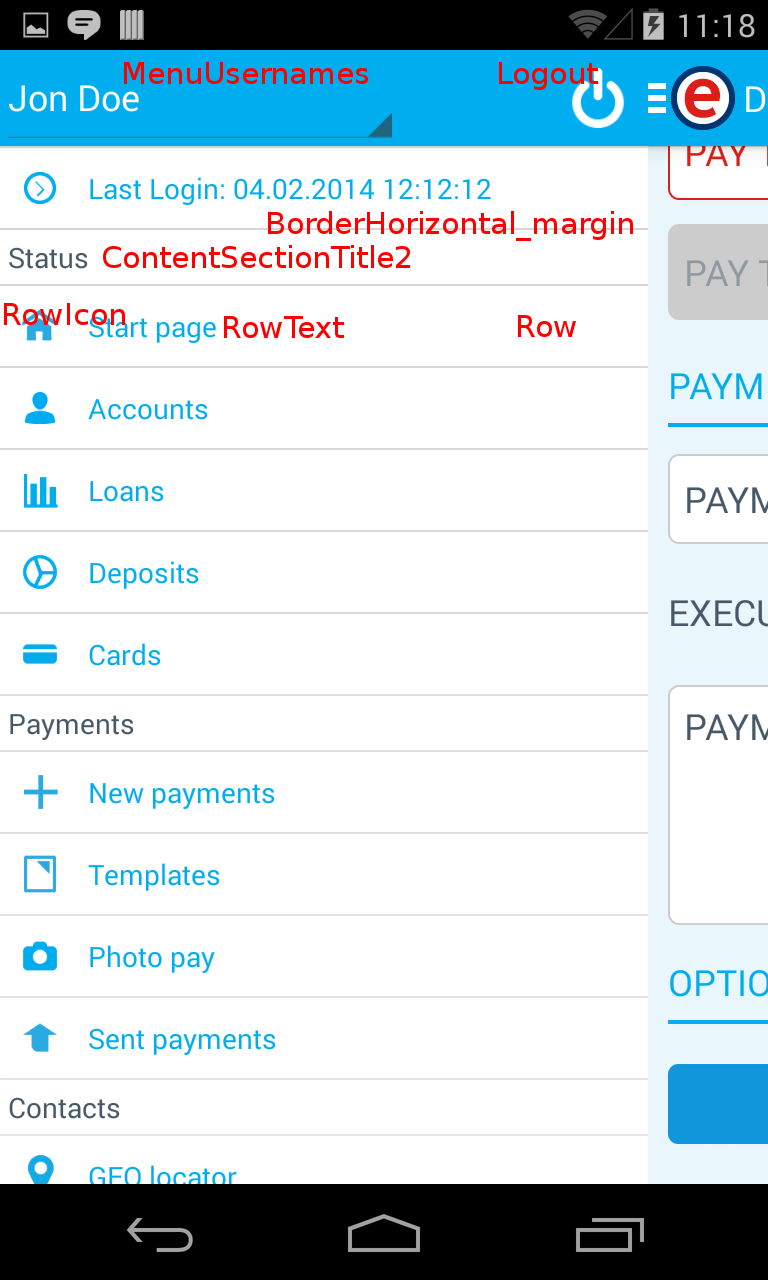 11:18
MenuUsernames
Logout
Jon Doe
e D
Last Login: 04.02.2014 12:12:12
BorderHorizontal_margin
Status ContentSectionTitle2
RowIcon
Start page RowText Row
Accounts
Loans
Deposits
Cards
Payments
New payments
Templates
Photo pay
Sent payments
Contacts
GEO locator
PAY
PAY T
PAYM
PAYM
EXECU
PAYM
OPTIO